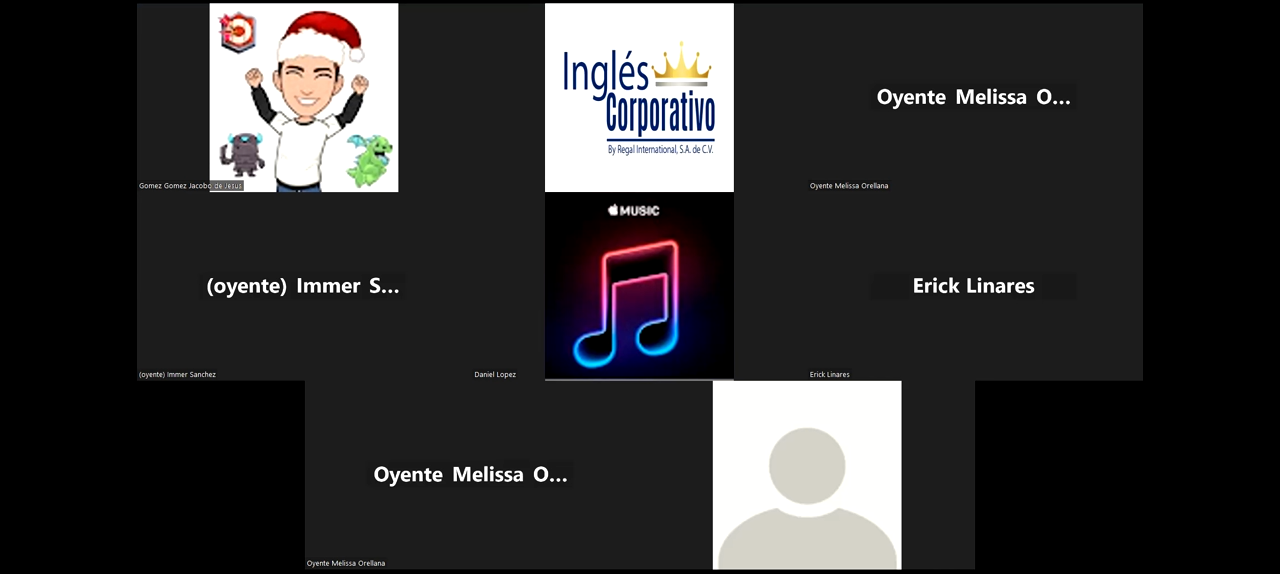 Inglés
Corporativo
By Regal International, S.A. de C.V.
Oyente Melissa O...
Gomez Gomez Jacobo de Jesus
Oyente Melissa Orellana
MUSIC
(oyente) Immer S...
Erick Linares
(oyente) Immer Sanchez
Daniel Lopez
Erick Linares
Oyente Melissa O...
Oyente Melissa Orellana